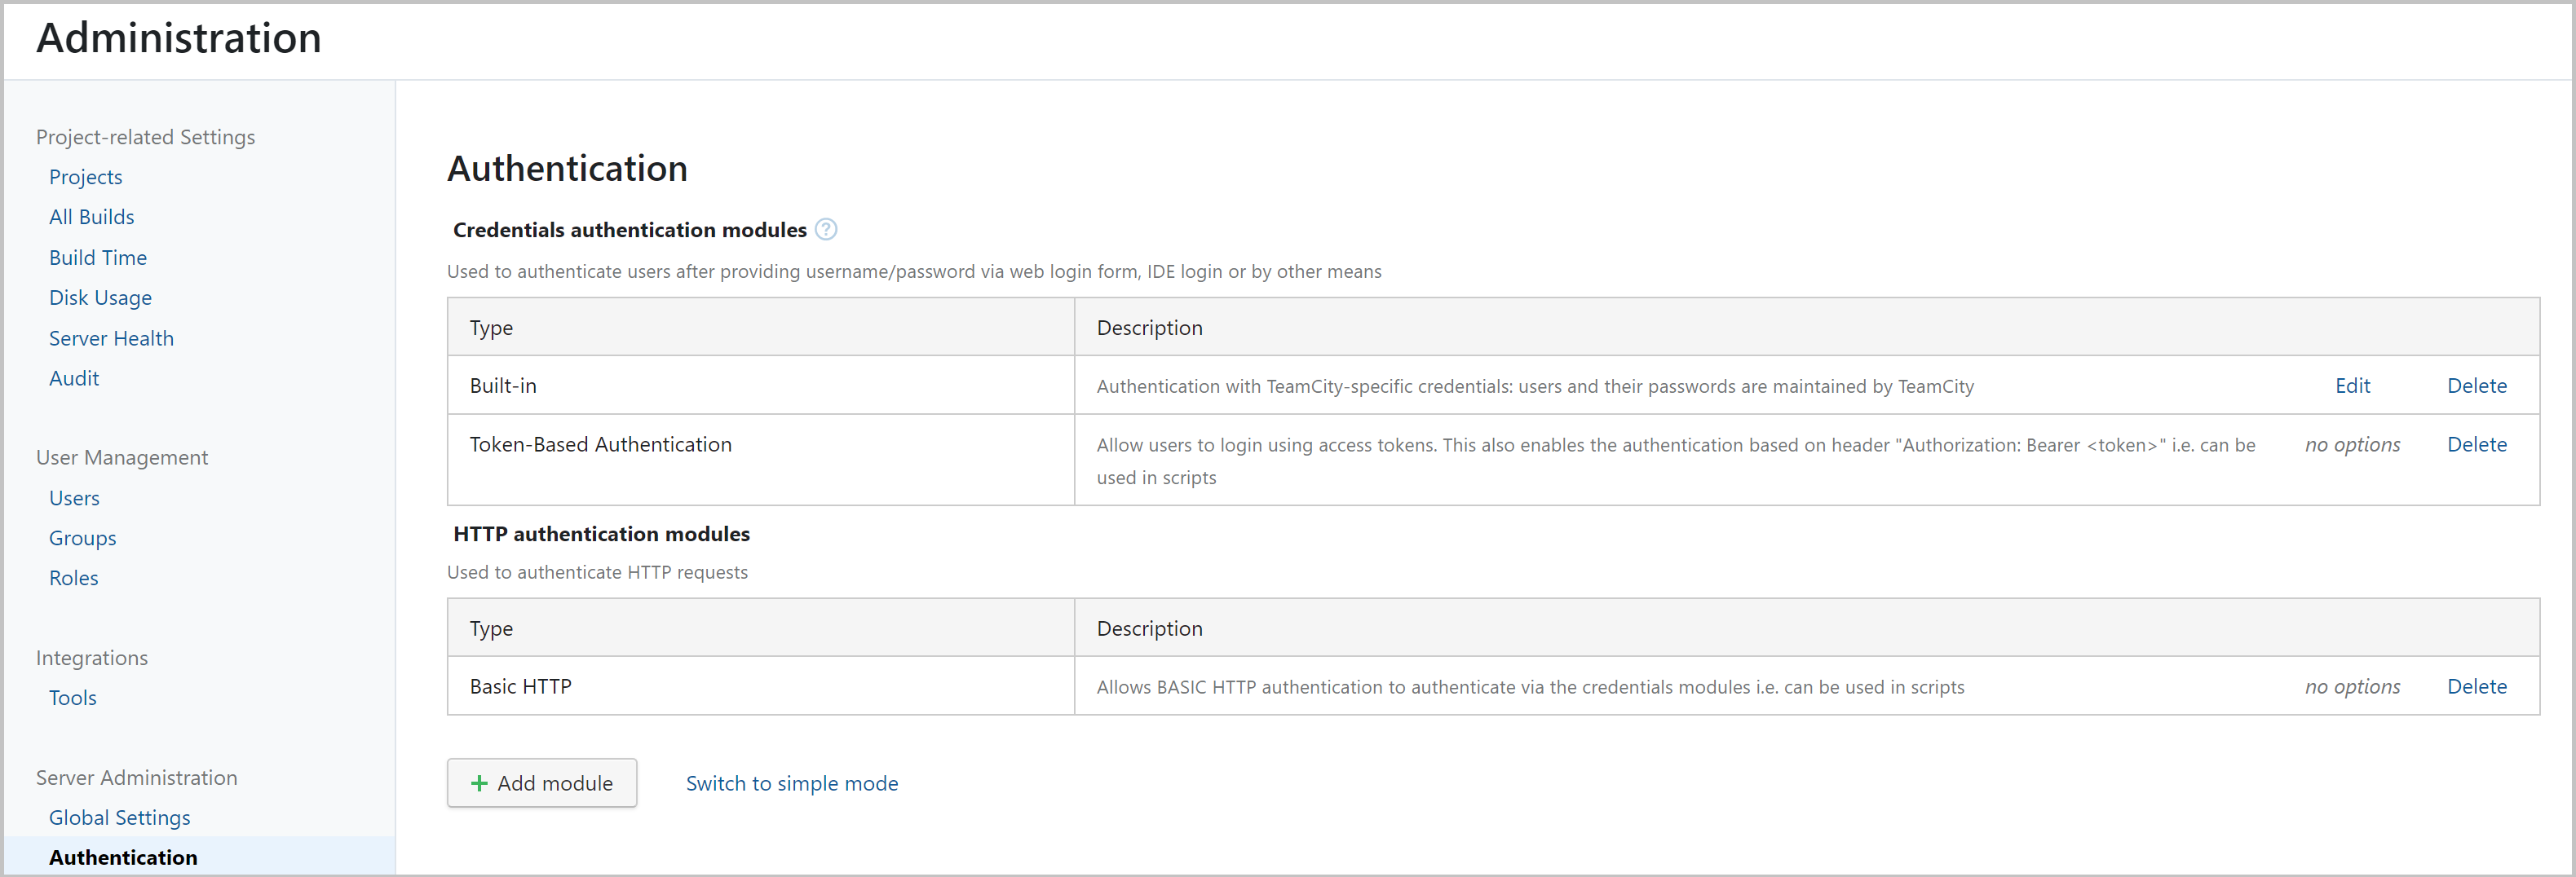 Administration
Project-related Settings
Projects
All Builds
Build Time
Disk Usage
Server Health
Audit
User Management
Users
Groups
Roles
Integrations
Tools
Server Administration
Global Settings
Authentication
Authentication
Credentials authentication modules ?
Used to authenticate users after providing username/password via web login form, IDE login or by other means
Type Description
Built-in Authentication with TeamCity-specific credentials: users and their passwords are maintained by TeamCity Edit Delete
Token-Based Authentication Allow users to login using access tokens. This also enables the authentication based on header "Authorization: Bearer <token>" i.e. can be no options Delete
used in scripts
HTTP authentication modules
Used to authenticate HTTP requests
Type Description
Basic HTTP Allows BASIC HTTP authentication to authenticate via the credentials modules i.e. can be used in scripts no options Delete
+ Add module Switch to simple mode